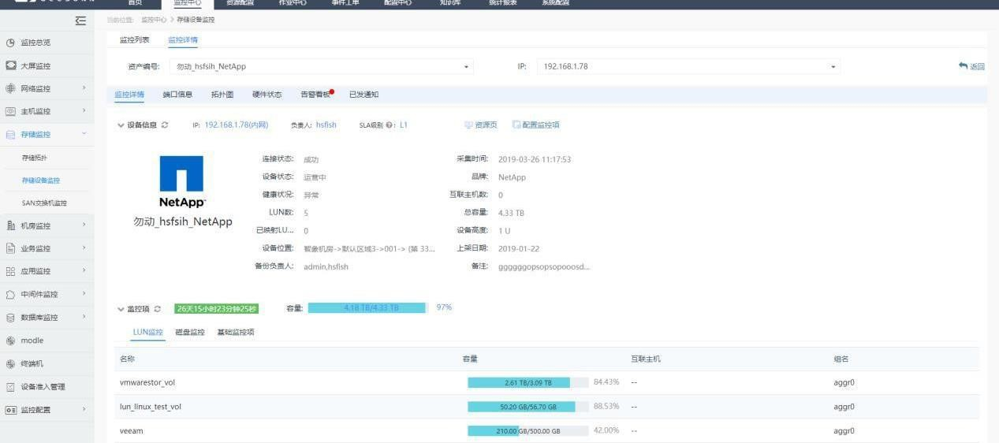 首页 监控中心 资源配置 作业中心 事件工单 配置中心 知识库 统计报表 系统配置
当前位置: 监控中心 > 存储设备监控
监控总览
大屏监控
网络监控
主机监控
存储监控
存储拓扑
存储设备监控
SAN交换机监控
机房监控
业务监控
应用监控
中间件监控
数据库监控
modle
终端机
设备准入管理
监控配置
监控列表 监控详情
资产编号: 勿动_hsfsih_NetApp IP: 192.168.1.78 返回
监控详情 端口信息 拓扑图 硬件状态 告警看板 已发通知
设备信息 IP: 192.168.1.78(内网) 负责人: hsfish SLA级别 : L1 资源页 配置监控项
NetApp
勿动_hsfsih_NetApp
连接状态: 成功 采集时间: 2019-03-26 11:17:53
设备状态: 运营中 品牌: NetApp
健康状况: 异常 互联主机数: 0
LUN数: 5 总容量: 4.33 TB
已映射LU... 0 设备高度: 1 U
设备位置: 智象机房->默认区域3->001-> (第 33... 上架日期: 2019-01-22
备份负责人: admin,hsfish 备注: ggggggopsopsopooosd...
监控项 26天15小时23分钟25秒 容量: 4.18 TB/4.33 TB 97%
LUN监控 磁盘监控 基础监控项
名称 容量 互联主机 组名
vmwarestor_vol 2.61 TB/3.09 TB 84.43% -- aggr0
lun_linux_test_vol 50.20 GB/56.70 GB 88.53% -- aggr0
veeam 210.00 GB/500.00 GB 42.00% -- aggr0